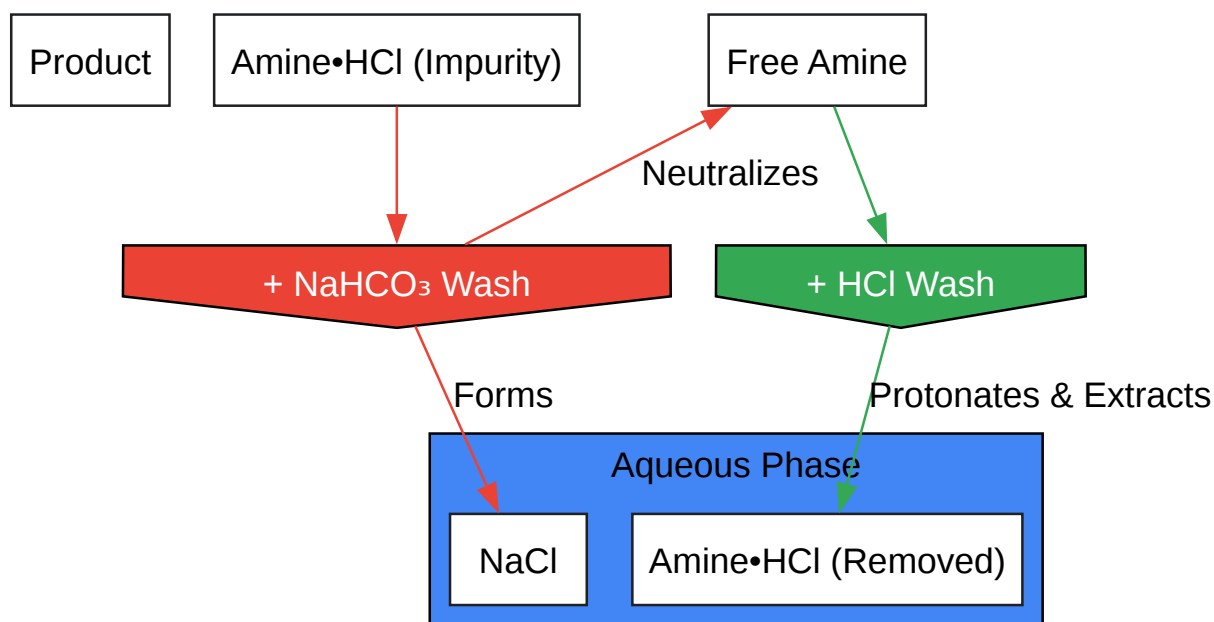 Product
Amine•HCl (Impurity)
Free Amine
Neutralizes
+ NaHCO₃ Wash
+ HCl Wash
Forms
Protonates & Extracts
Aqueous Phase
NaCl
Amine•HCl (Removed)